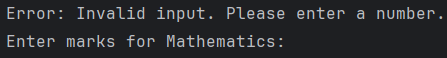 Error: Invalid input. Please enter a number.
Enter marks for Mathematics: